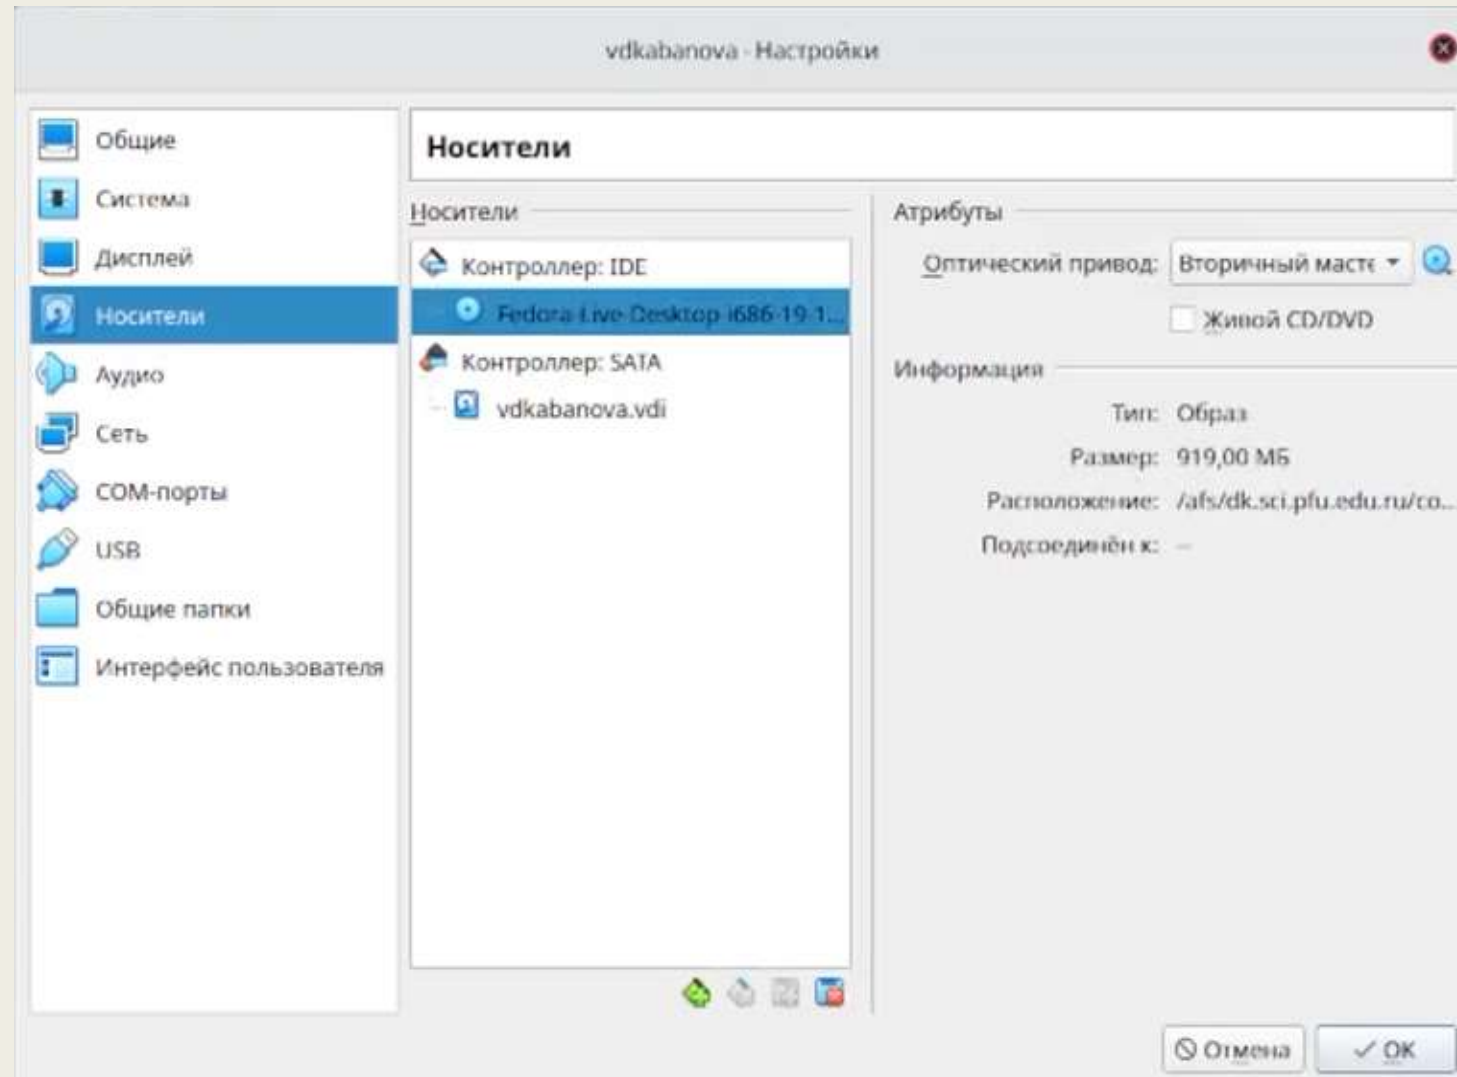 vdkabanova - Настройки
Общие
Система
Дисплей
Носители
Аудио
Сеть
COM-порты
USB
Общие папки
Интерфейс пользователя
Носители
Носители
Контроллер: IDE
Fedora-Live-Desktop-i686-19-1...
Контроллер: SATA
vdkabanova.vdi
Атрибуты
Оптический привод: Вторичный масте
Живой CD/DVD
Информация
Тип: Образ
Размер: 919,00 МБ
Расположение: /afs/dk.sci.pfu.edu.ru/co...
Подсоединён к: --
Отмена
OK